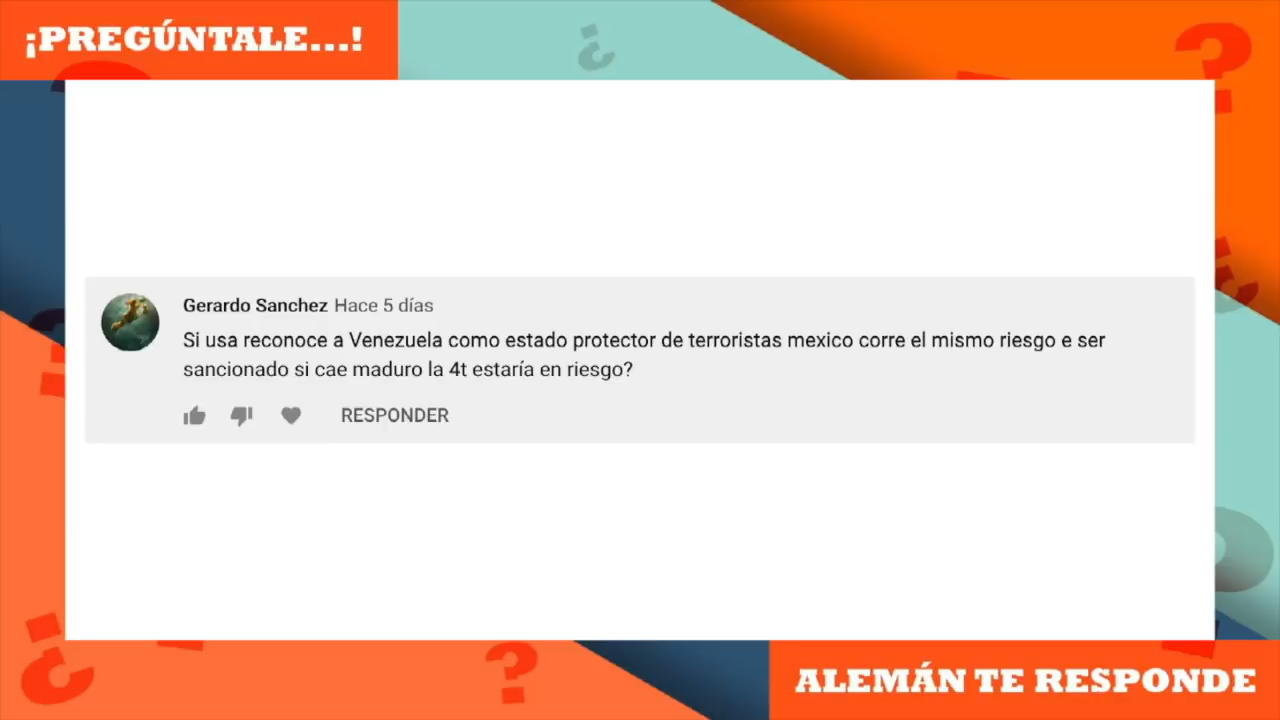 ¡PREGÚNTALE...!
Gerardo Sanchez Hace 5 días
Si usa reconoce a Venezuela como estado protector de terroristas mexico corre el mismo riesgo e ser
sancionado si cae maduro la 4t estaría en riesgo?
RESPONDER
ALEMÁN TE RESPONDE